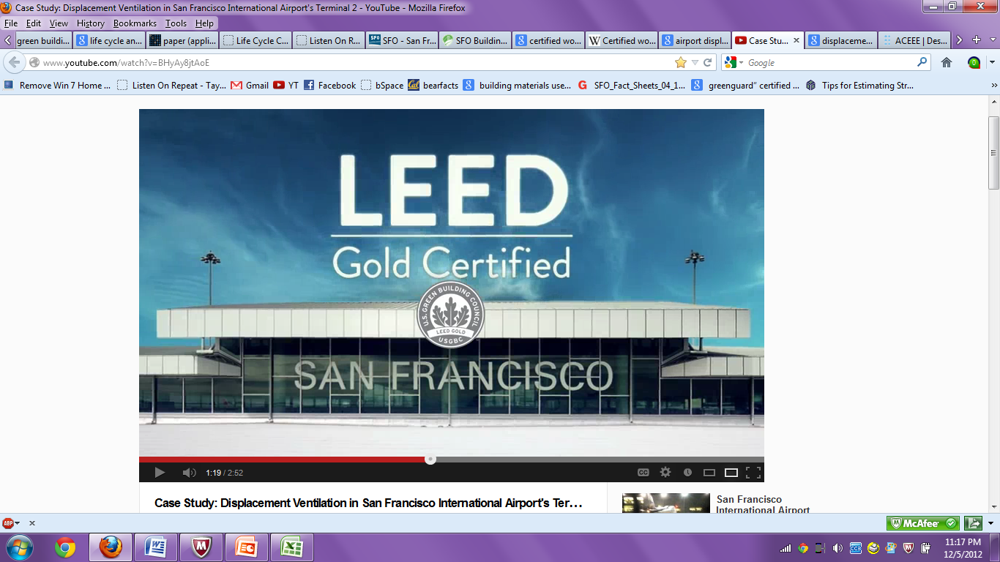 Case Study: Displacement Ventilation in San Francisco International Airport's Terminal 2 - YouTube - Mozilla Firefox
File Edit View History Bookmarks Tools Help
green buildi... life cycle an... paper (appli... Life Cycle C... Listen On R... SFO - San Fr... SFO Buildin... certified wo... Certified wo... airport displ... Case Stu... displaceme... ACEEE | Des...
www.youtube.com/watch?v=BHyAy8jtAoE Google
Remove Win 7 Home ... Listen On Repeat - Tay... Gmail YT Facebook bSpace bearfacts building materials use... SFO_Fact_Sheets_04_1... greenguard" certified ... Tips for Estimating Str...
LEED
Gold Certified
U.S. GREEN BUILDING COUNCIL
LEED GOLD
USGBC
SAN FRANCISCO
1:19 / 2:52
CC
Case Study: Displacement Ventilation in San Francisco International Airport's Ter...
San Francisco
International Airport
ABP
McAfee
11:17 PM
12/5/2012